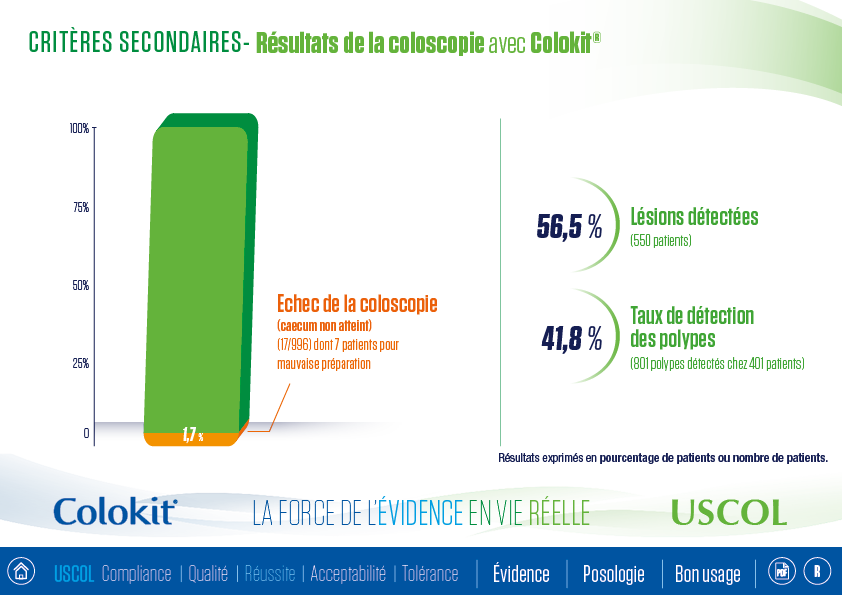 CRITÈRES SECONDAIRES- Résultats de la coloscopie avec Colokit®
100%
75%
50%
25%
0
1,7 %
Echec de la coloscopie
(caecum non atteint)
(17/996) dont 7 patients pour
mauvaise préparation
56,5 %
Lésions détectées
(550 patients)
41,8 %
Taux de détection
des polypes
(801 polypes détectés chez 401 patients)
Résultats exprimés en pourcentage de patients ou nombre de patients.
Colokit®
LA FORCE DE L'ÉVIDENCE EN VIE RÉELLE
USCOL
USCOL Compliance | Qualité | Réussite | Acceptabilité | Tolérance | Évidence | Posologie | Bon usage | PDF R